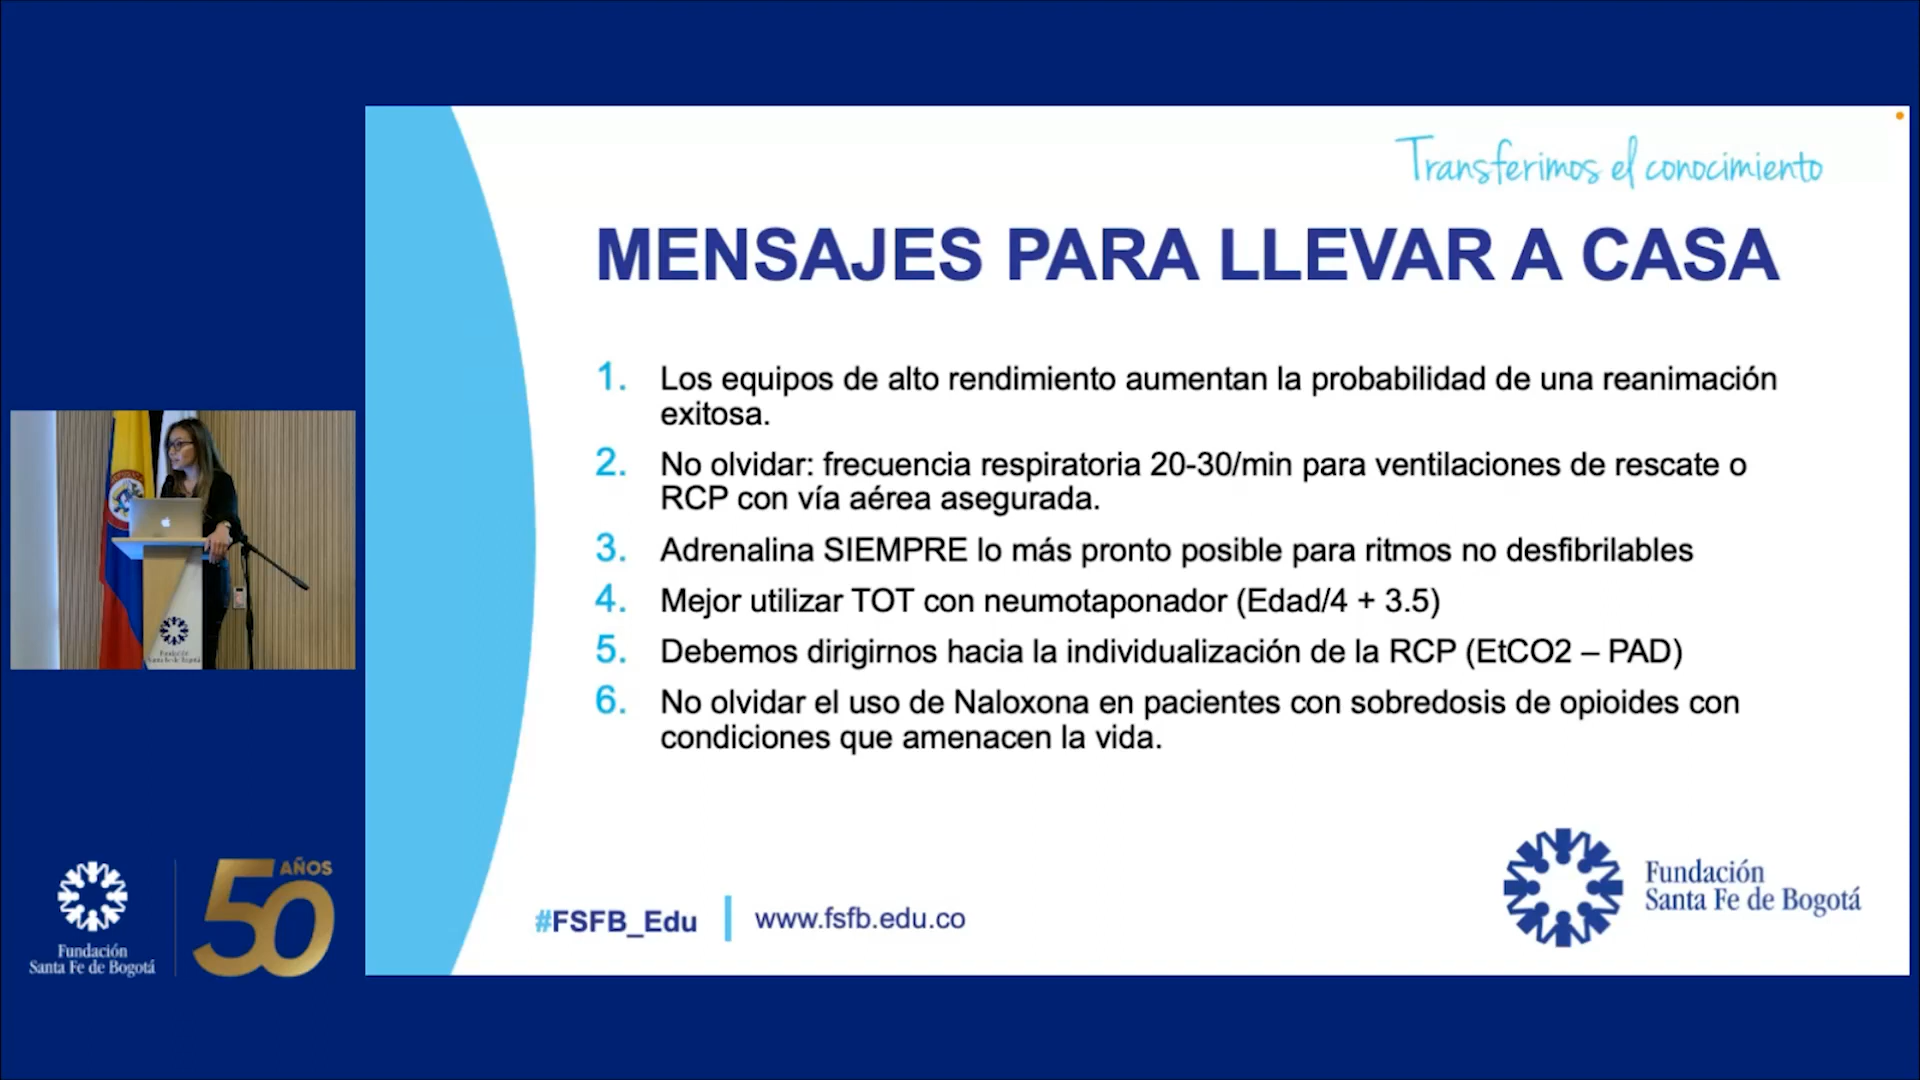 Transferimos el conocimiento
MENSAJES PARA LLEVAR A CASA
1. Los equipos de alto rendimiento aumentan la probabilidad de una reanimación
exitosa.
2. No olvidar: frecuencia respiratoria 20-30/min para ventilaciones de rescate o
RCP con vía aérea asegurada.
3. Adrenalina SIEMPRE lo más pronto posible para ritmos no desfibrilables
4. Mejor utilizar TOT con neumotaponador (Edad/4 + 3.5)
5. Debemos dirigirnos hacia la individualización de la RCP (EtCO2 – PAD)
6. No olvidar el uso de Naloxona en pacientes con sobredosis de opioides con
condiciones que amenacen la vida.
#FSFB_Edu
www.fsfb.edu.co
Fundación
Santa Fe de Bogotá
Fundación
Santa Fe de Bogotá
50 AÑOS
Fundación
Santa Fe de Bogotá